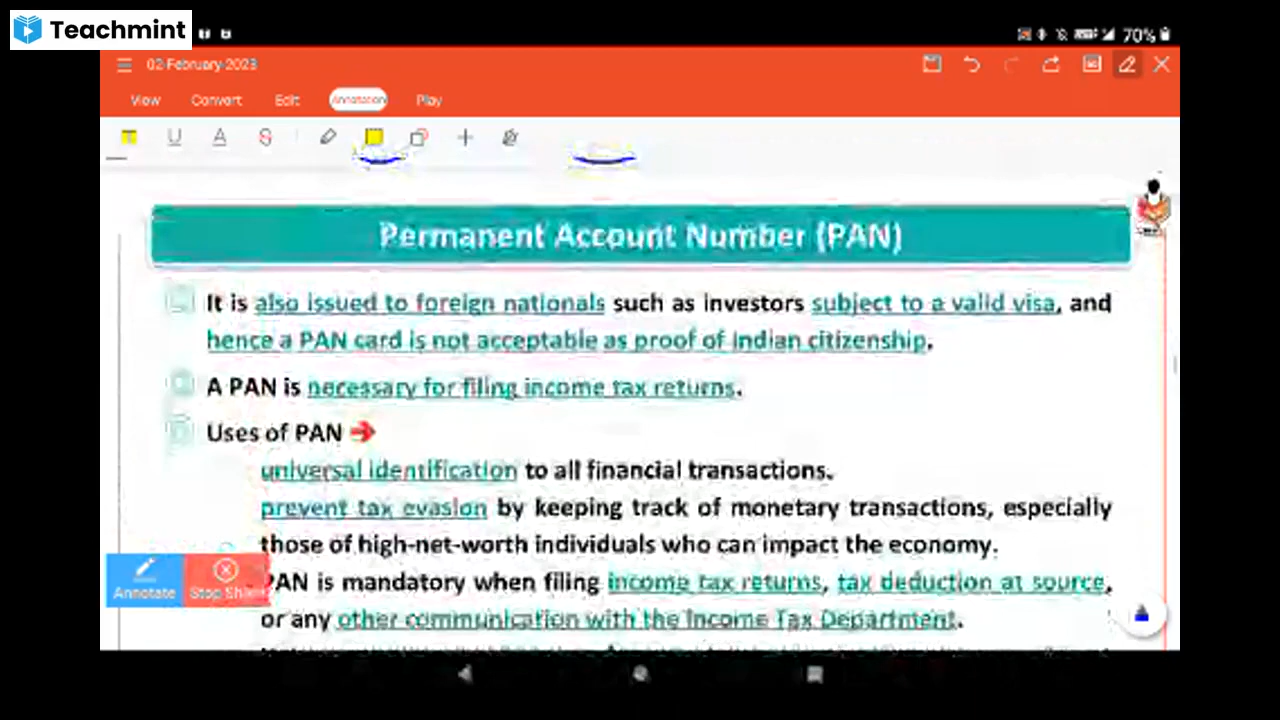 Teachmint
70%
02 February 2023
View Convert Edit Annotation Play
Permanent Account Number (PAN)
It is also issued to foreign nationals such as investors subject to a valid visa, and
hence a PAN card is not acceptable as proof of Indian citizenship.
A PAN is necessary for filing income tax returns.
Uses of PAN ➔
universal identification to all financial transactions.
prevent tax evasion by keeping track of monetary transactions, especially
those of high-net-worth individuals who can impact the economy.
PAN is mandatory when filing income tax returns, tax deduction at source,
or any other communication with the Income Tax Department.
Annotate Stop